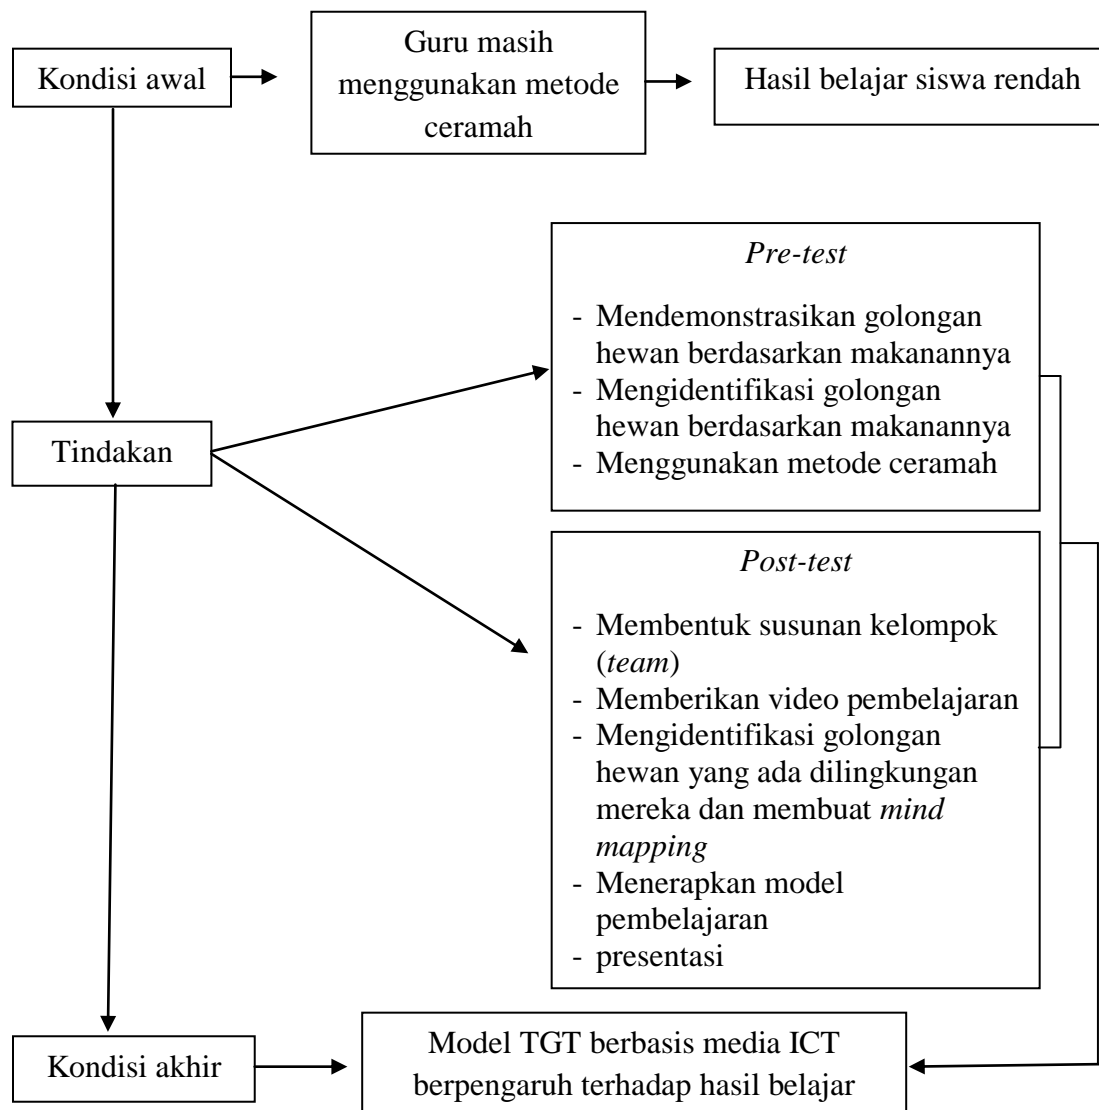 Kondisi awal
Guru masih
menggunakan metode
ceramah
Hasil belajar siswa rendah
Pre-test
- Mendemonstrasikan golongan
hewan berdasarkan makanannya
- Mengidentifikasi golongan
hewan berdasarkan makanannya
- Menggunakan metode ceramah
Tindakan
Post-test
- Membentuk susunan kelompok
(team)
- Memberikan video pembelajaran
- Mengidentifikasi golongan
hewan yang ada dilingkungan
mereka dan membuat mind
mapping
- Menerapkan model
pembelajaran
- presentasi
Kondisi akhir
Model TGT berbasis media ICT
berpengaruh terhadap hasil belajar